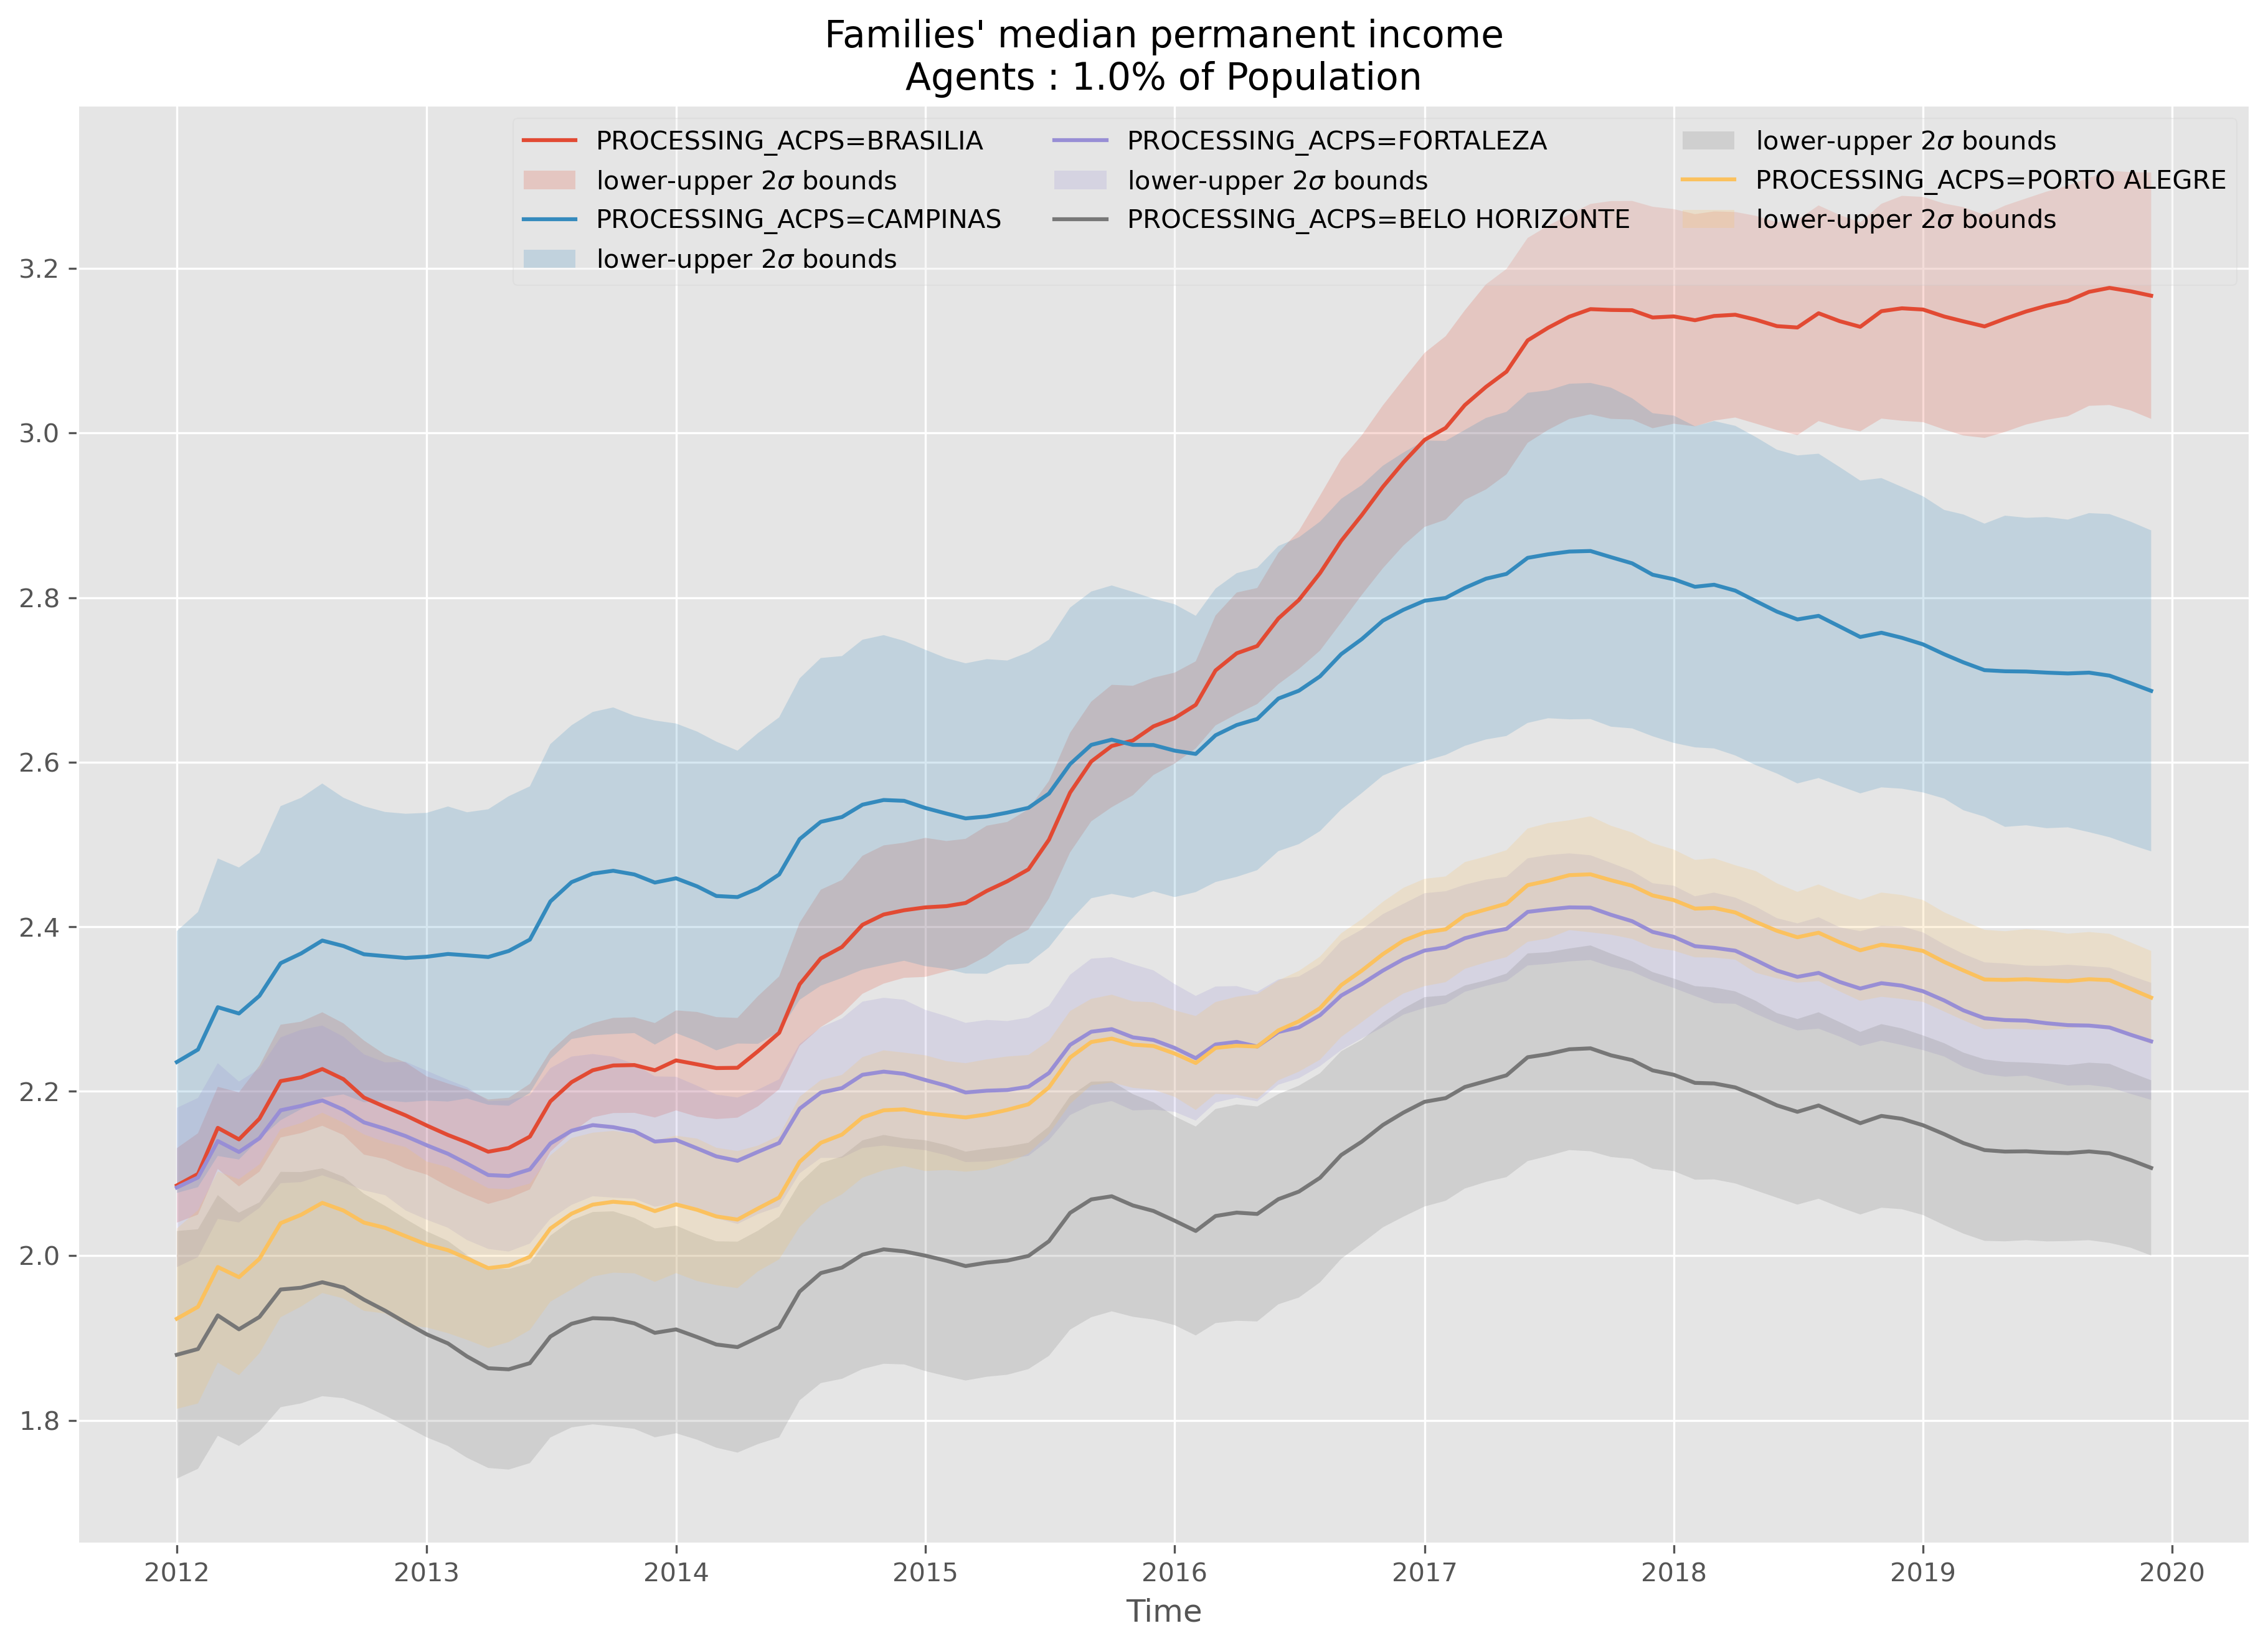 Families' median permanent income
Agents : 1.0% of Population
PROCESSING_ACPS=BRASILIA
lower-upper 2σ bounds
PROCESSING_ACPS=CAMPINAS
lower-upper 2σ bounds
PROCESSING_ACPS=FORTALEZA
lower-upper 2σ bounds
PROCESSING_ACPS=BELO HORIZONTE
lower-upper 2σ bounds
PROCESSING_ACPS=PORTO ALEGRE
lower-upper 2σ bounds
3.2
3.0
2.8
2.6
2.4
2.2
2.0
1.8
2012 2013 2014 2015 2016 2017 2018 2019 2020
Time